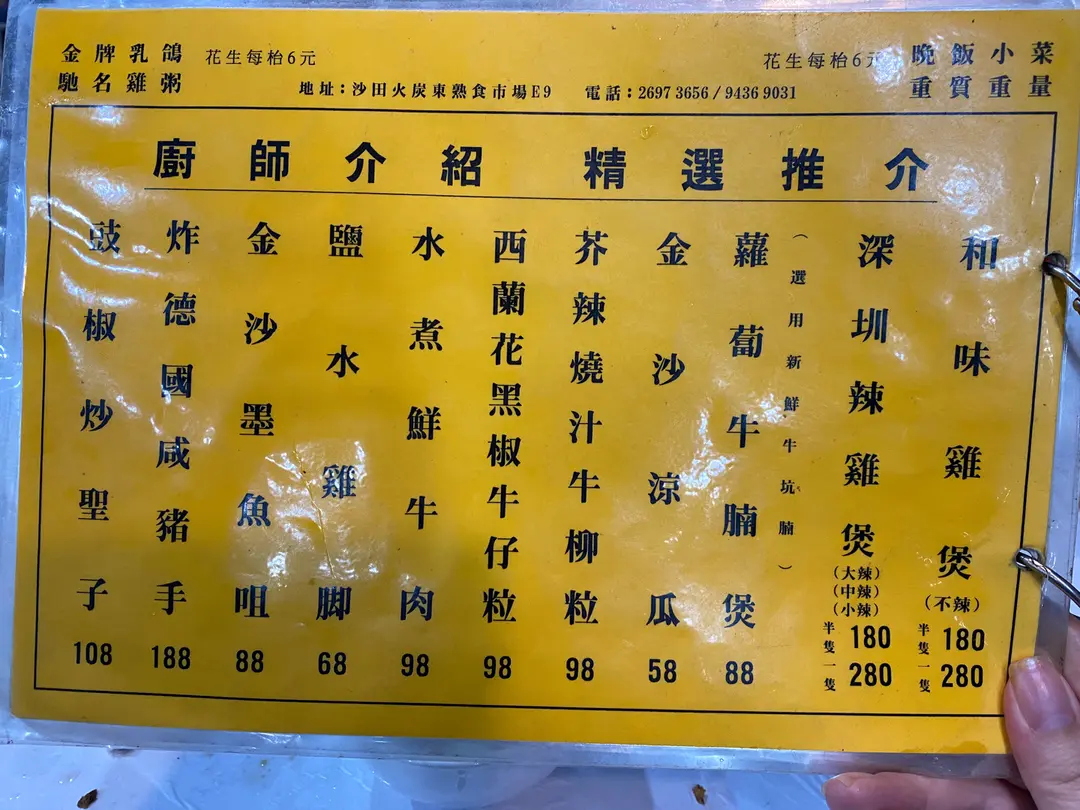 金牌乳鴿
馳名雞粥
花生每枱6元
花生每枱6元
地址：沙田火炭東熟食市場E9 電話：2697 3656 / 9436 9031
晚飯小菜
重質重量
廚師介紹 精選推介
和味雞煲
（不辣）
半隻 180
一隻 280
深圳辣雞煲
（大辣）
（中辣）
（小辣）
半隻 180
一隻 280
（選用新鮮牛坑腩）
蘿蔔牛腩煲 88
金沙涼瓜 58
芥辣燒汁牛柳粒 98
西蘭花黑椒牛仔粒 98
水煮鮮牛肉 98
鹽水雞脚 68
金沙墨魚咀 88
炸德國咸豬手 188
豉椒炒聖子 108